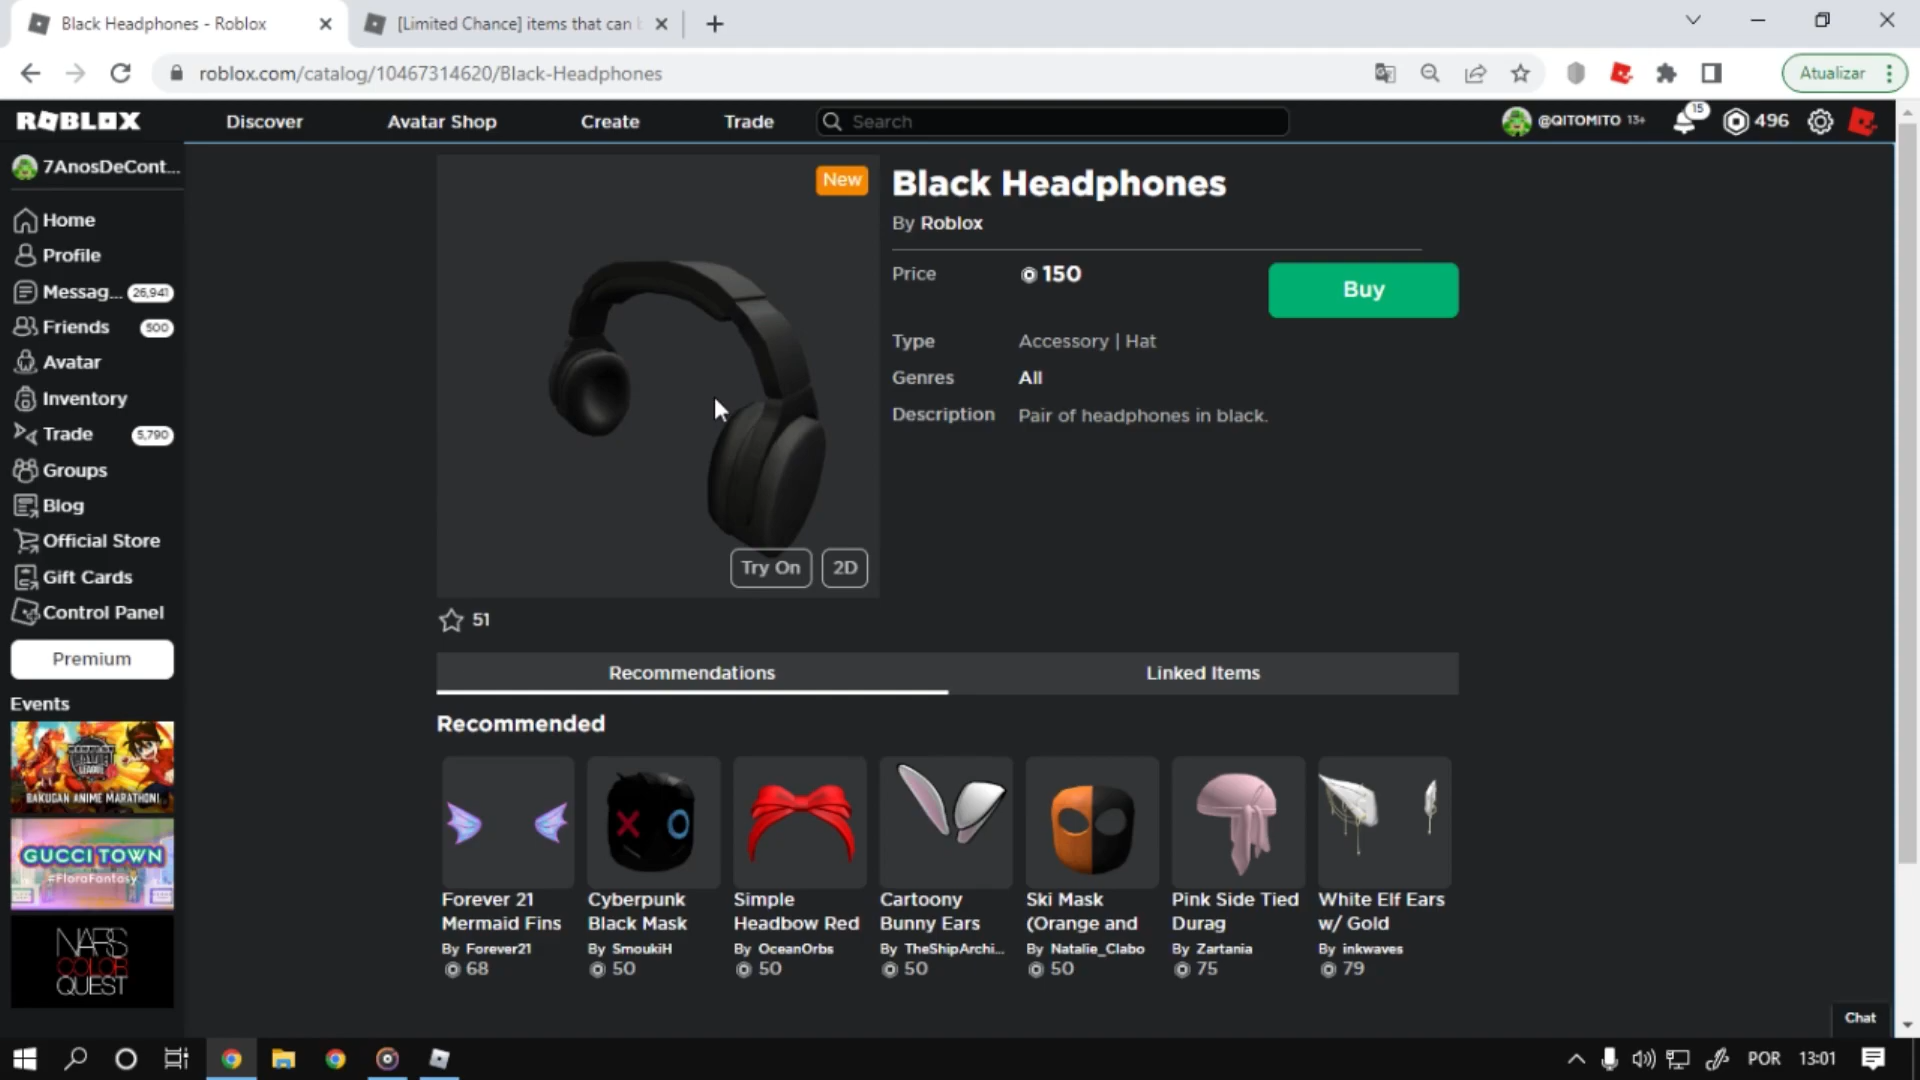 Black Headphones - Roblox
[Limited Chance] items that can b
roblox.com/catalog/10467314620/Black-Headphones
Atualizar
ROBLOX
Discover
Avatar Shop
Create
Trade
Search
@QITOMITO 13+
15
496
7AnosDeCont...
Home
Profile
Messag... 26,941
Friends 500
Avatar
Inventory
Trade 5,790
Groups
Blog
Official Store
Gift Cards
Control Panel
Premium
Events
BAKUGAN ANIME MARATHON!
GUCCI TOWN
#FloraFantasy
NARS
COLOR
QUEST
New
Try On
2D
51
Black Headphones
By Roblox
Price 150
Buy
Type Accessory | Hat
Genres All
Description Pair of headphones in black.
Recommendations
Linked Items
Recommended
Forever 21
Mermaid Fins
By Forever21
68
Cyberpunk
Black Mask
By SmoukiH
50
Simple
Headbow Red
By OceanOrbs
50
Cartoony
Bunny Ears
By TheShipArchi...
50
Ski Mask
(Orange and
By Natalie_Clabo
50
Pink Side Tied
Durag
By Zartania
75
White Elf Ears
w/ Gold
By inkwaves
79
Chat
POR
13:01